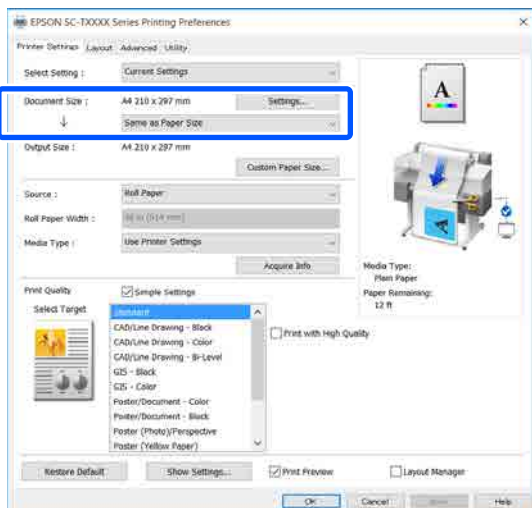 EPSON SC-TXXXX Series Printing Preferences
Printer Settings Layout Advanced Utility
Select Setting : Current Settings
Document Size : A4 210 x 297 mm Settings...
Same as Paper Size
Output Size : A4 210 x 297 mm
Custom Paper Size...
Source : Roll Paper
Roll Paper Width :
Media Type : Use Printer Settings
Acquire Info
Media Type:
Plain Paper
Paper Remaining:
12 ft
Print Quality Simple Settings
Select Target
Standard
CAD/Line Drawing - Black
CAD/Line Drawing - Color
CAD/Line Drawing - Bi-Level
GIS - Black
GIS - Color
Poster/Document - Color
Poster/Document - Black
Poster (Photo)/Perspective
Poster (Yellow Paper)
Print with High Quality
Restore Default Show Settings... Print Preview Layout Manager
OK Cancel Help
A
A